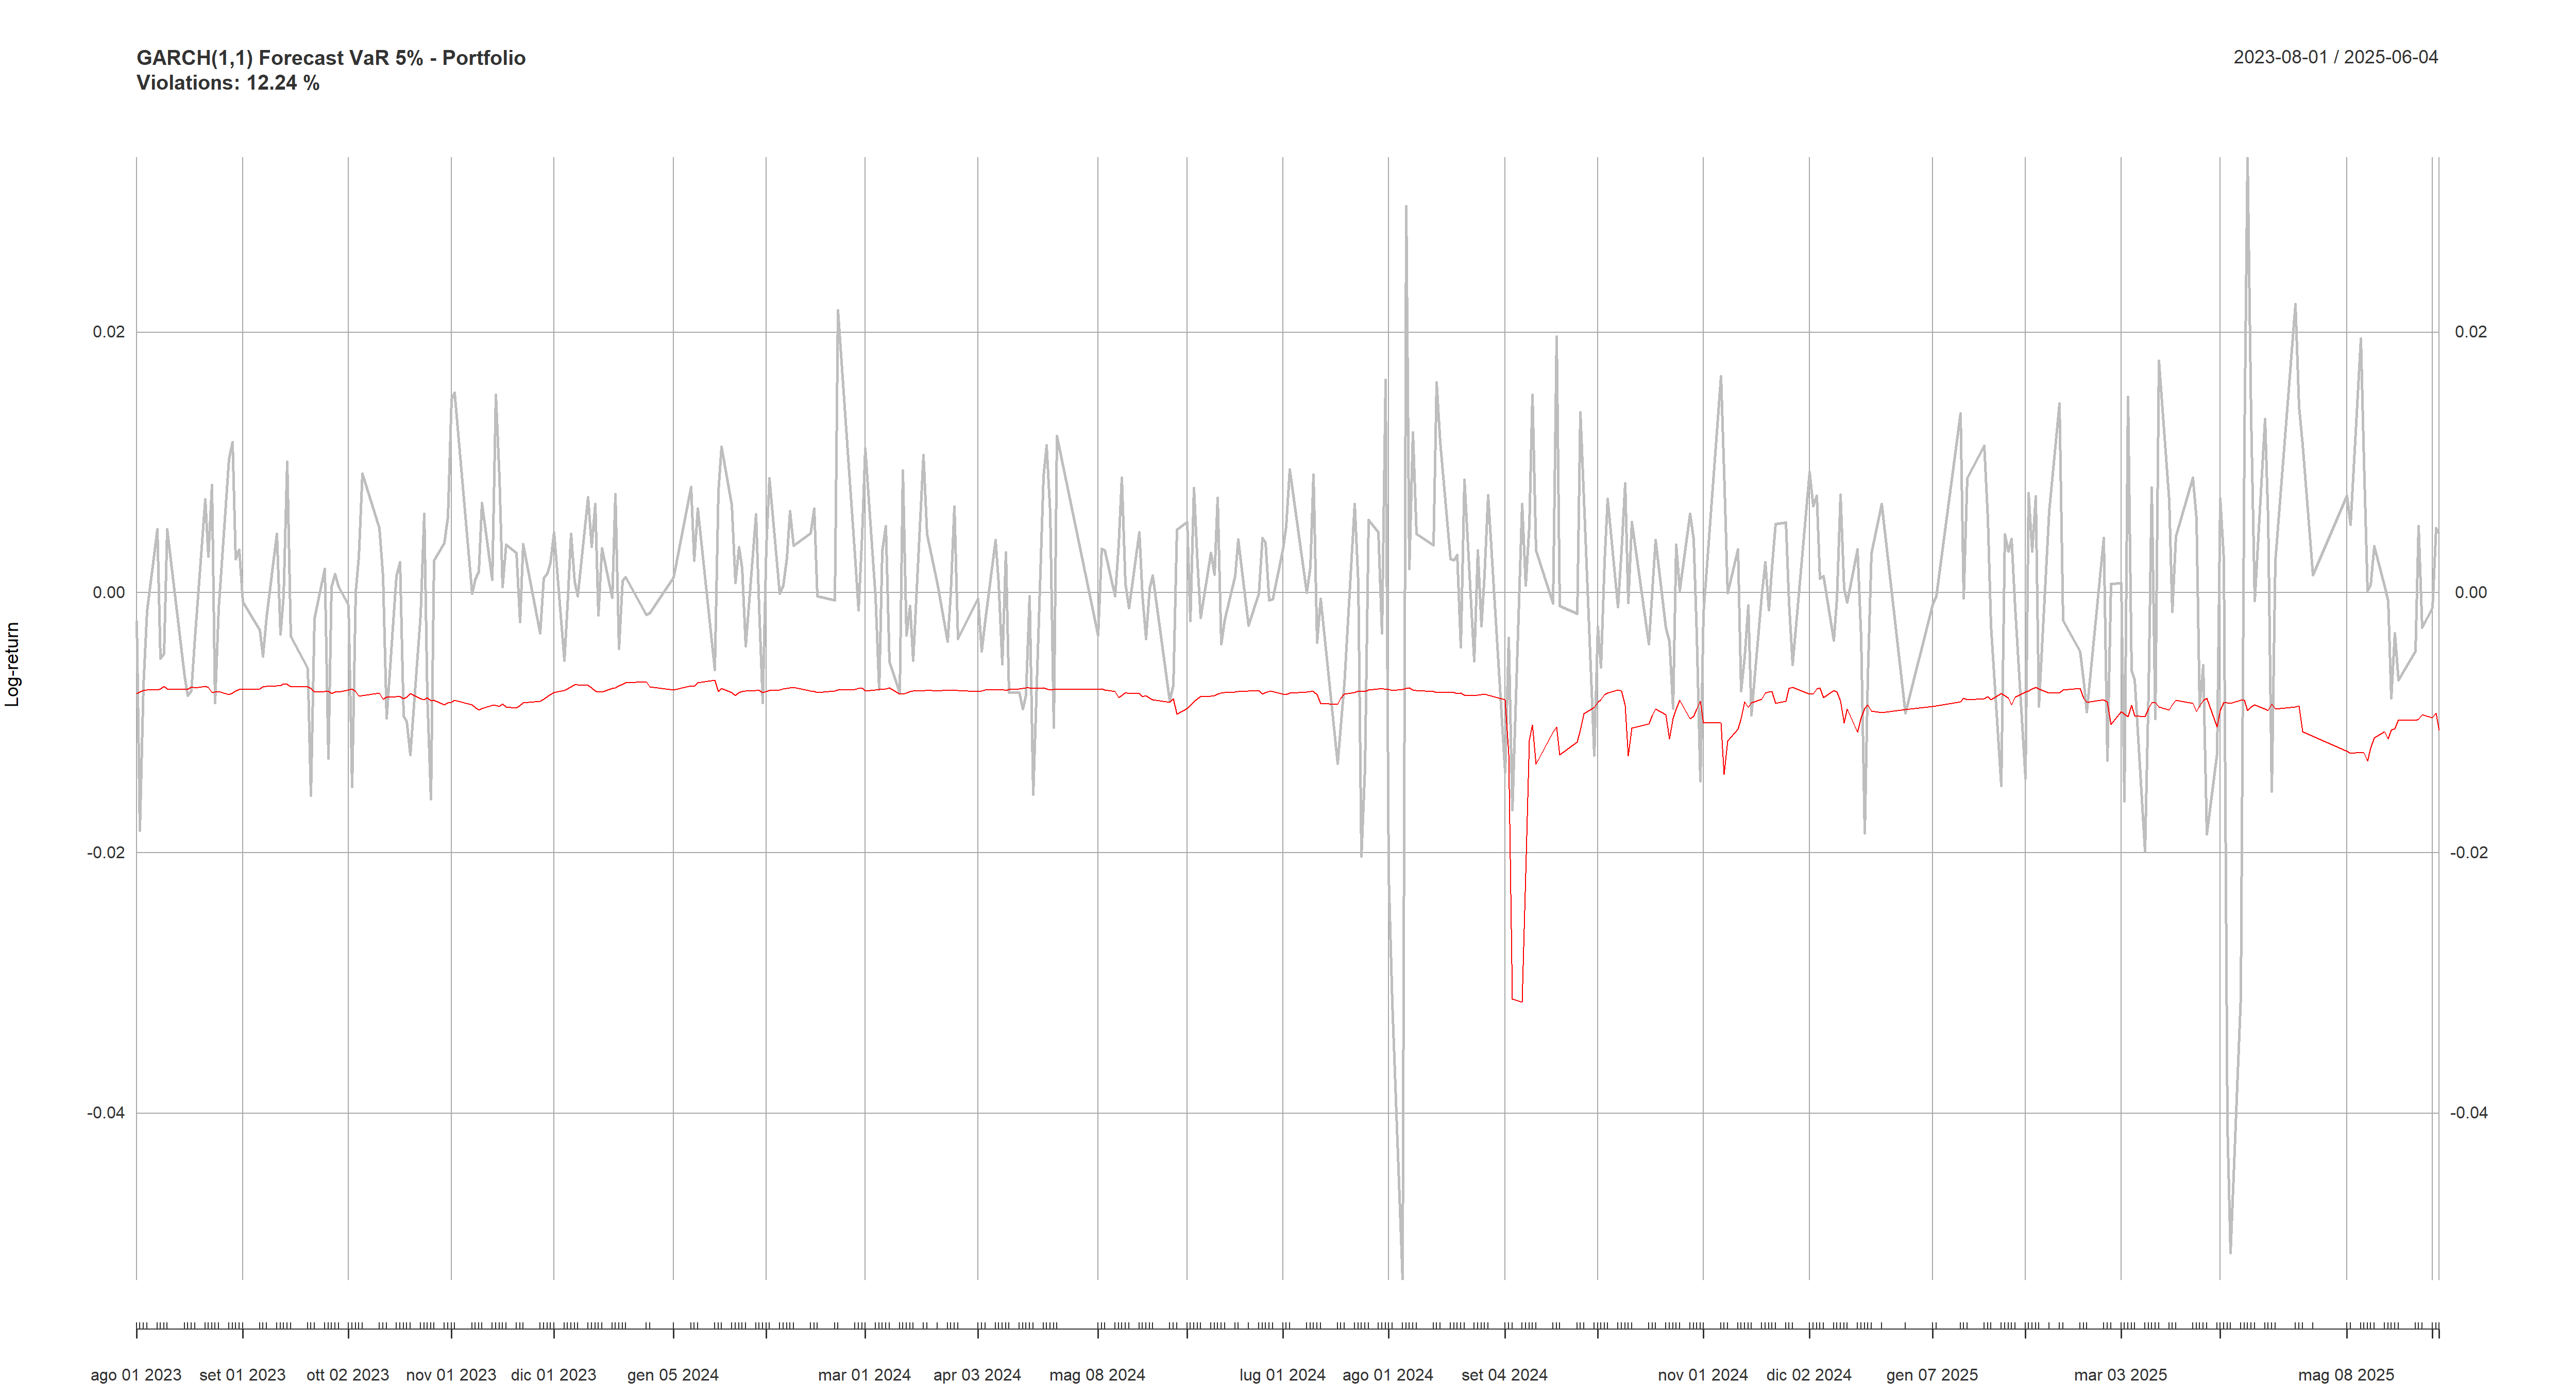 GARCH(1,1) Forecast VaR 5% - Portfolio
Violations: 12.24 %
2023-08-01 / 2025-06-04
Log-return
0.02
0.00
-0.02
-0.04
0.02
0.00
-0.02
-0.04
ago 01 2023 set 01 2023 ott 02 2023 nov 01 2023 dic 01 2023 gen 05 2024 mar 01 2024 apr 03 2024 mag 08 2024 lug 01 2024 ago 01 2024 set 04 2024 nov 01 2024 dic 02 2024 gen 07 2025 mar 03 2025 mag 08 2025